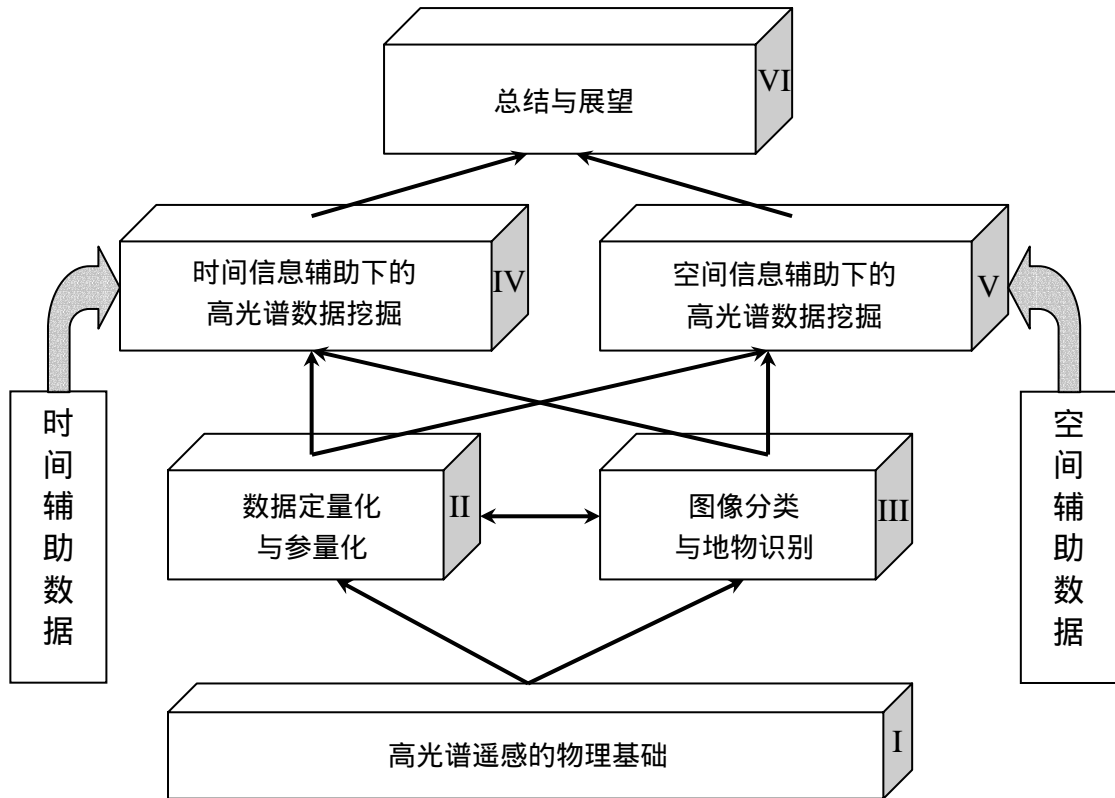 总结与展望
VI
时间信息辅助下的
高光谱数据挖掘
IV
空间信息辅助下的
高光谱数据挖掘
V
时间辅助数据
空间辅助数据
数据定量化
与参量化
II
图像分类
与地物识别
III
高光谱遥感的物理基础
I